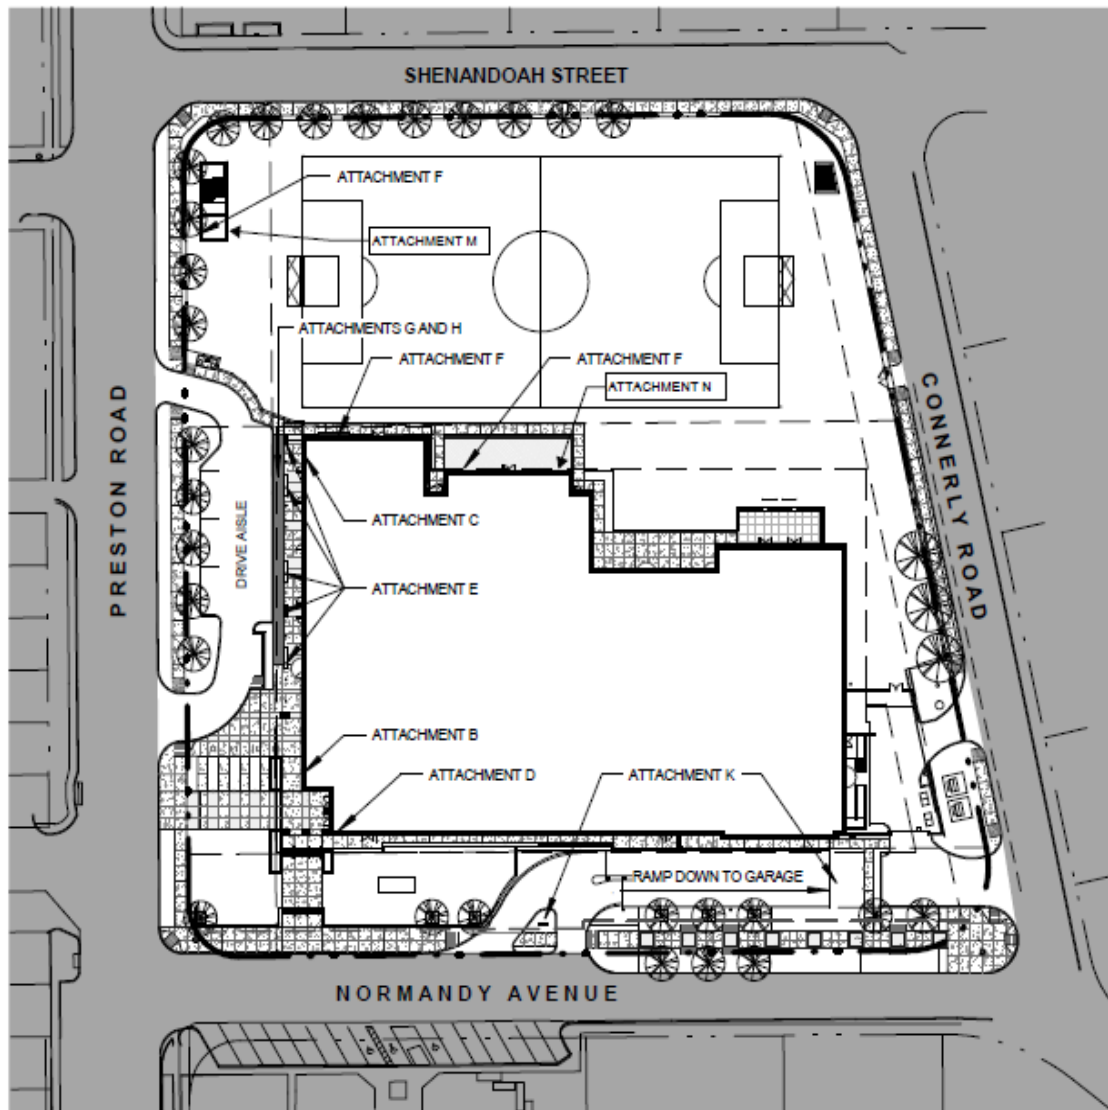 SHENANDOAH STREET
ATTACHMENT F
ATTACHMENT M
ATTACHMENTS G AND H
ATTACHMENT F
ATTACHMENT F
ATTACHMENT N
PRESTON ROAD
CONNERLY ROAD
DRIVE AISLE
ATTACHMENT C
ATTACHMENT E
ATTACHMENT B
ATTACHMENT D
ATTACHMENT K
RAMP DOWN TO GARAGE
NORMANDY AVENUE